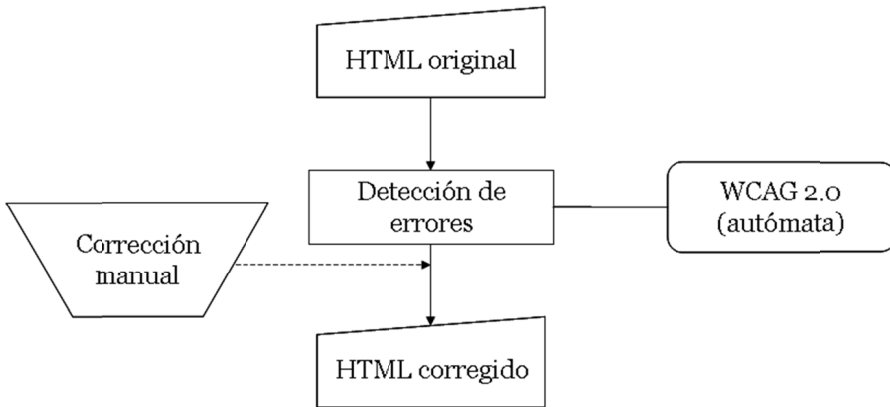 HTML original
Detección de
errores
WCAG 2.0
(autómata)
Corrección
manual
HTML corregido